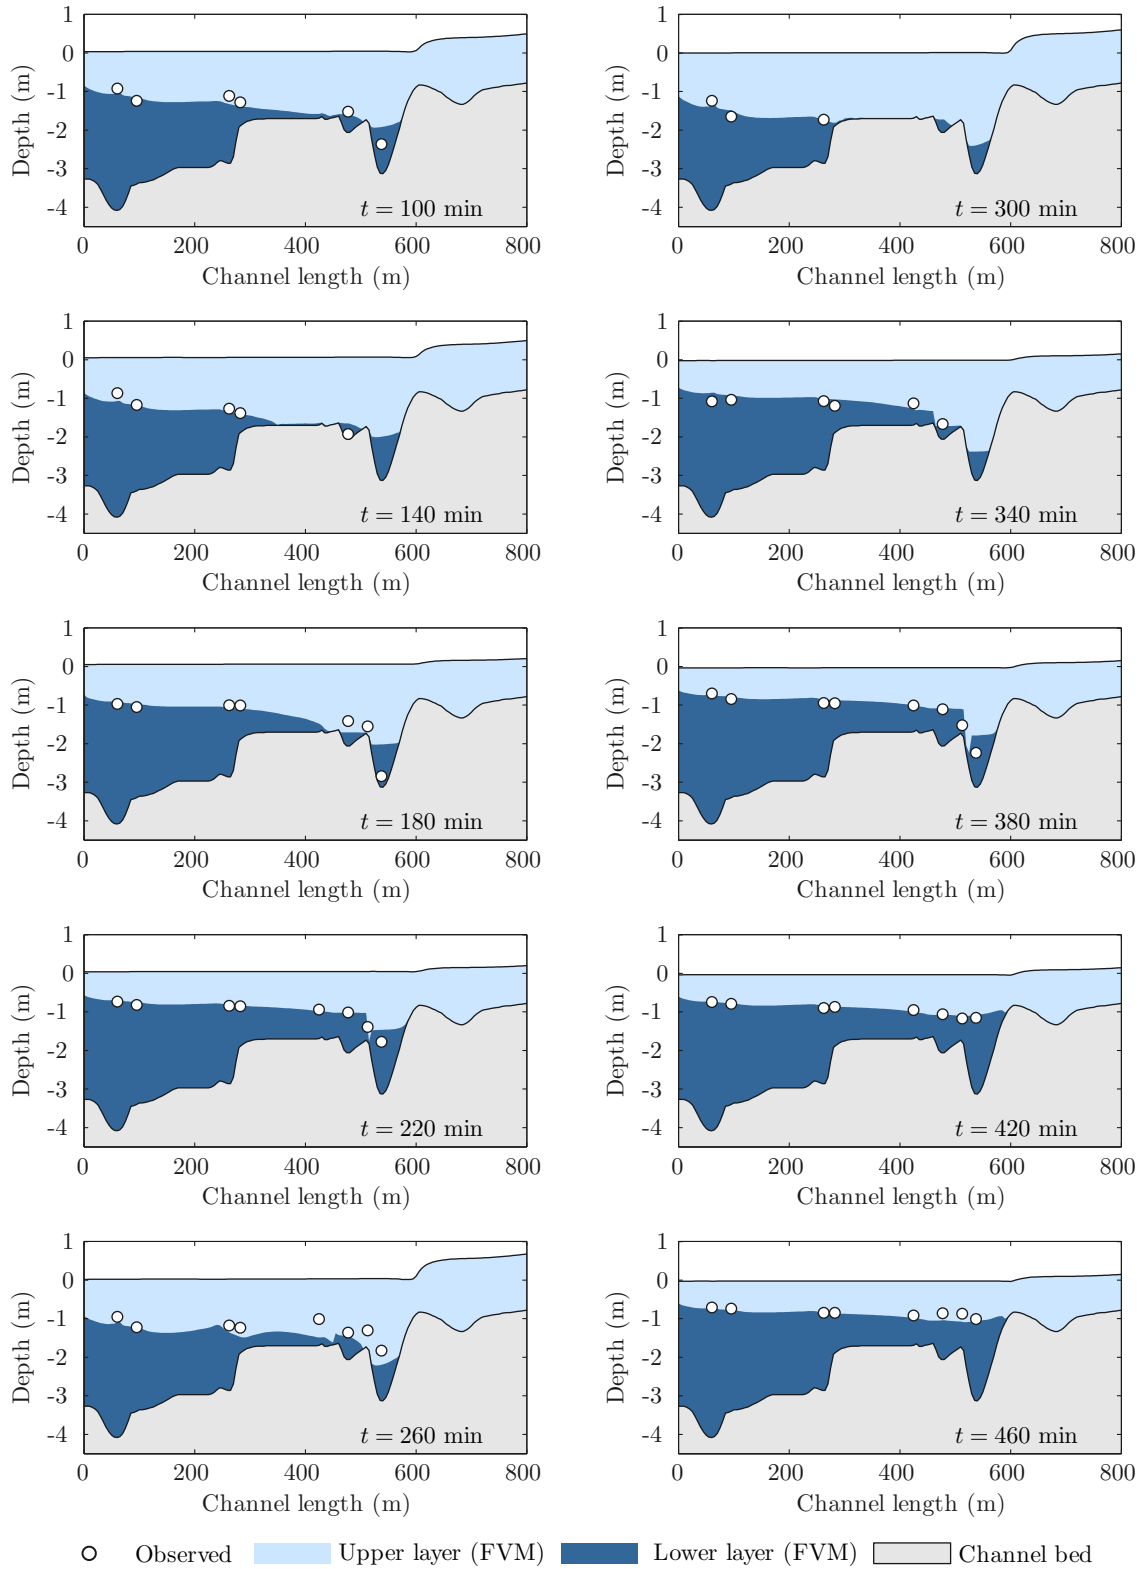 1
0
-1
-2
-3
-4
Depth (m)
t = 100 min
0 200 400 600 800
Channel length (m)
1
0
-1
-2
-3
-4
Depth (m)
t = 300 min
0 200 400 600 800
Channel length (m)
1
0
-1
-2
-3
-4
Depth (m)
t = 140 min
0 200 400 600 800
Channel length (m)
1
0
-1
-2
-3
-4
Depth (m)
t = 340 min
0 200 400 600 800
Channel length (m)
1
0
-1
-2
-3
-4
Depth (m)
t = 180 min
0 200 400 600 800
Channel length (m)
1
0
-1
-2
-3
-4
Depth (m)
t = 380 min
0 200 400 600 800
Channel length (m)
1
0
-1
-2
-3
-4
Depth (m)
t = 220 min
0 200 400 600 800
Channel length (m)
1
0
-1
-2
-3
-4
Depth (m)
t = 420 min
0 200 400 600 800
Channel length (m)
1
0
-1
-2
-3
-4
Depth (m)
t = 260 min
0 200 400 600 800
Channel length (m)
1
0
-1
-2
-3
-4
Depth (m)
t = 460 min
0 200 400 600 800
Channel length (m)
Observed Upper layer (FVM) Lower layer (FVM) Channel bed